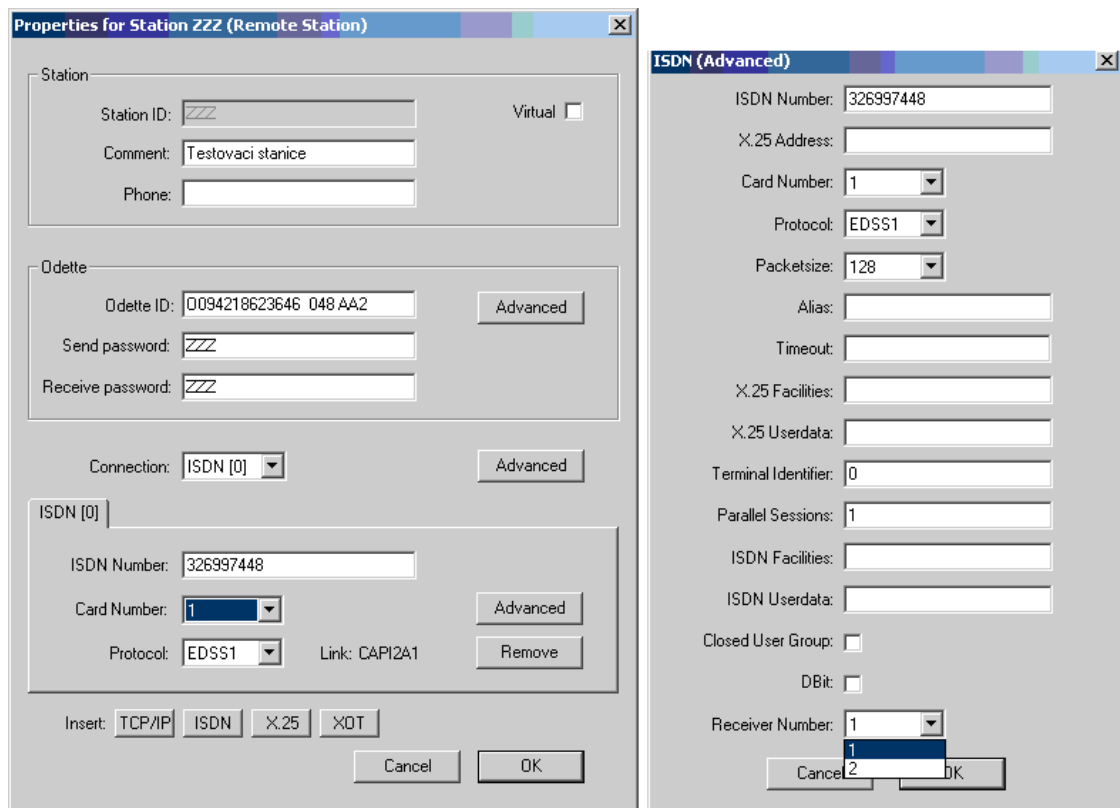 Properties for Station ZZZ (Remote Station)
Station
Station ID: ZZZ
Virtual
Comment: Testovaci stanice
Phone:
Odette
Odette ID: O094218623646 048 AA2
Advanced
Send password: ZZZ
Receive password: ZZZ
Connection: ISDN [0]
Advanced
ISDN [0]
ISDN Number: 326997448
Card Number: 1
Advanced
Protocol: EDSS1
Link: CAPI2A1
Remove
Insert: TCP/IP ISDN X.25 XOT
Cancel OK
ISDN (Advanced)
ISDN Number: 326997448
X.25 Address:
Card Number: 1
Protocol: EDSS1
Packetsize: 128
Alias:
Timeout:
X.25 Facilities:
X.25 Userdata:
Terminal Identifier: 0
Parallel Sessions: 1
ISDN Facilities:
ISDN Userdata:
Closed User Group:
DBit:
Receiver Number: 1
1
2